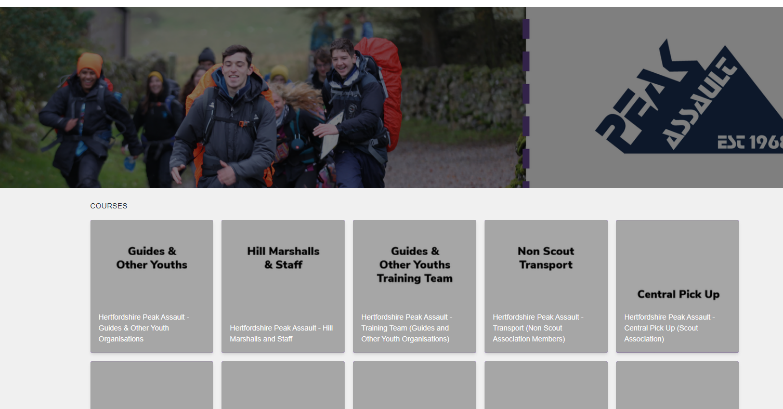 PEAK
ASSAULT
EST 1968
COURSES
Guides &
Other Youths
Hertfordshire Peak Assault -
Guides & Other Youth
Organisations
Hill Marshalls
& Staff
Hertfordshire Peak Assault - Hill
Marshalls and Staff
Guides &
Other Youths
Training Team
Hertfordshire Peak Assault -
Training Team (Guides and
Other Youth Organisations)
Non Scout
Transport
Hertfordshire Peak Assault -
Transport (Non Scout
Association Members)
Central Pick Up
Hertfordshire Peak Assault -
Central Pick Up (Scout
Association)